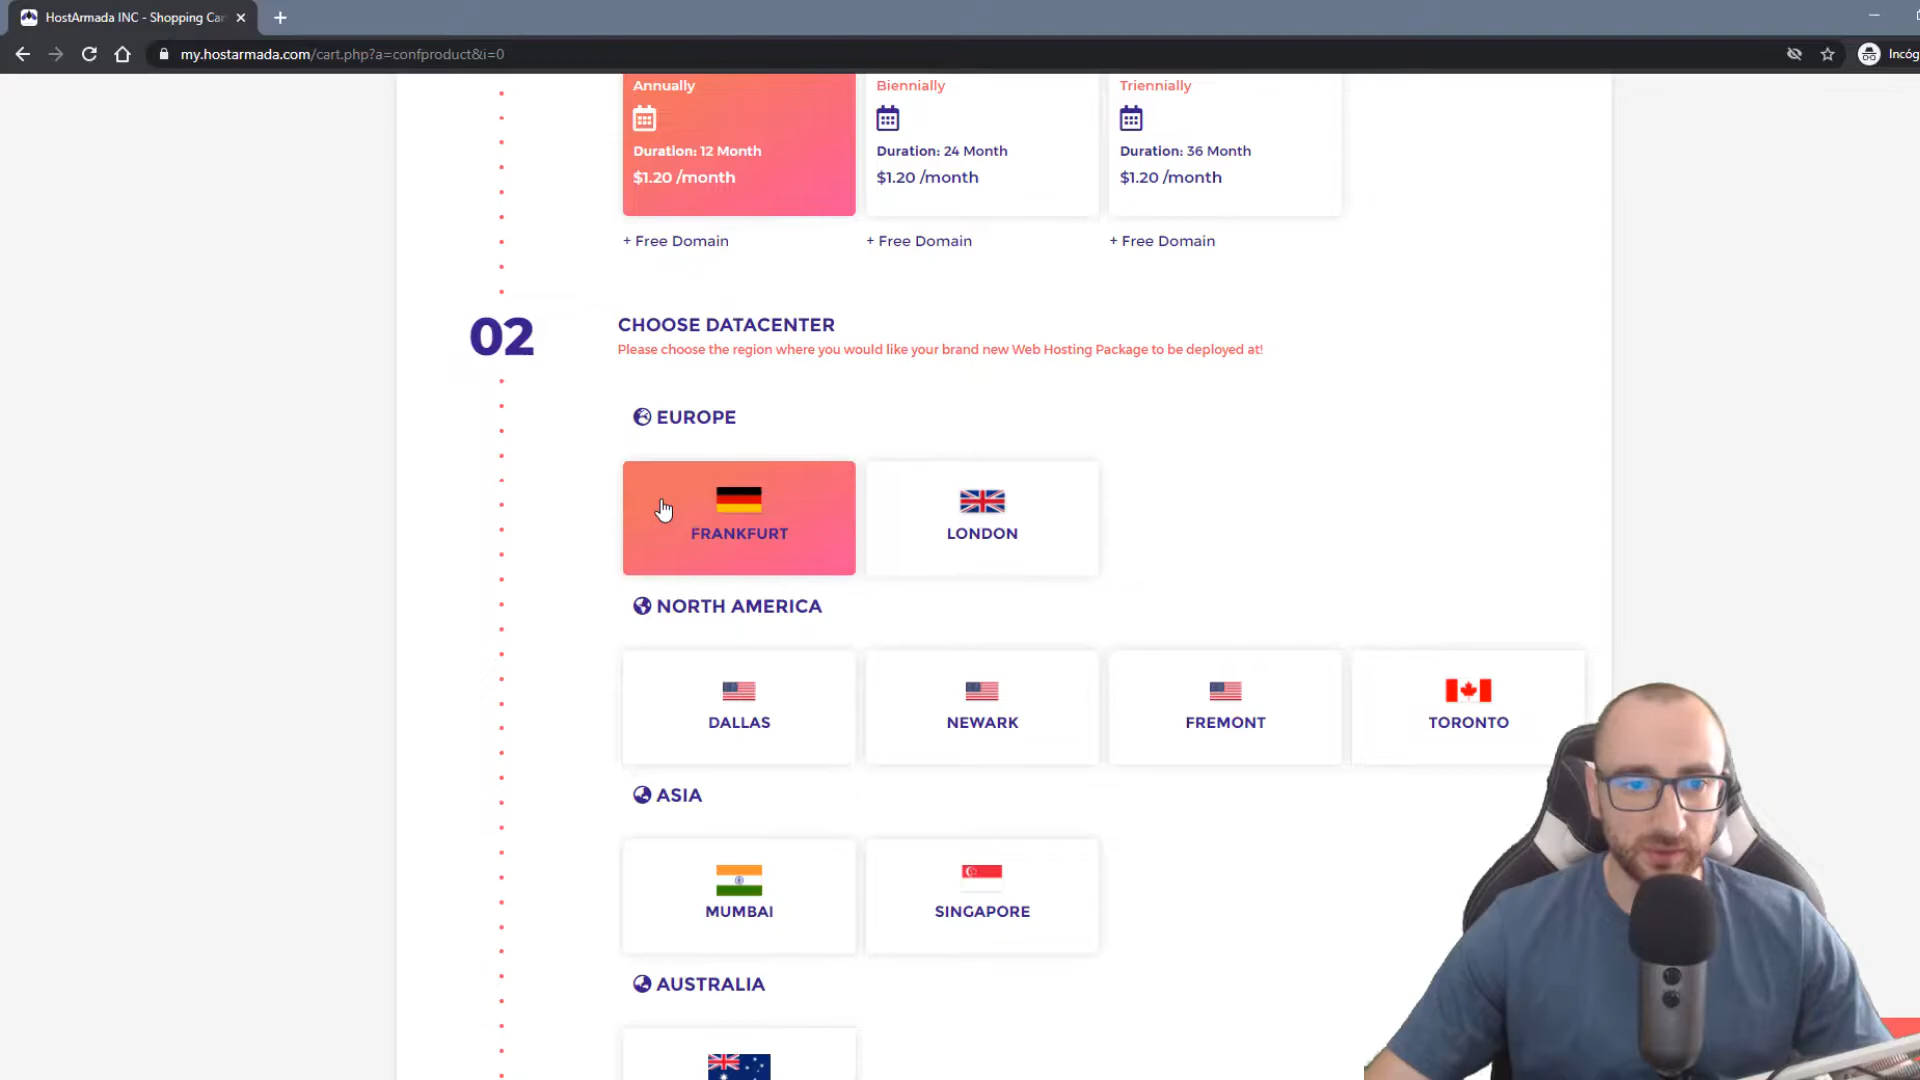 HostArmada INC - Shopping Ca
my.hostarmada.com/cart.php?a=confproduct&i=0
Incóg
Annually
Biennially
Triennially
Duration: 12 Month
Duration: 24 Month
Duration: 36 Month
$1.20 /month
$1.20 /month
$1.20 /month
+ Free Domain
+ Free Domain
+ Free Domain
02
CHOOSE DATACENTER
Please choose the region where you would like your brand new Web Hosting Package to be deployed at!
EUROPE
FRANKFURT
LONDON
NORTH AMERICA
DALLAS
NEWARK
FREMONT
TORONTO
ASIA
MUMBAI
SINGAPORE
AUSTRALIA